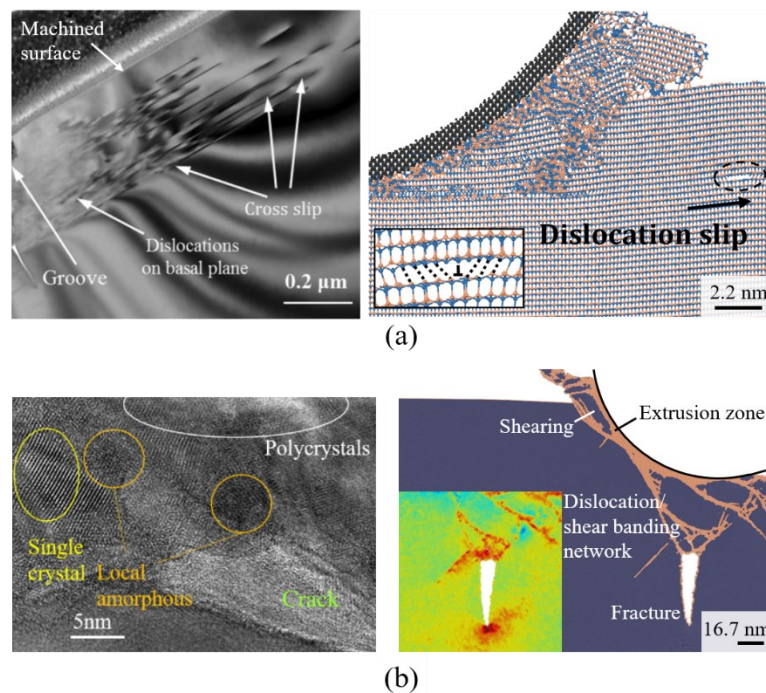 Machined
surface
Cross slip
Dislocations
on basal plane
Groove
0.2 μm
Dislocation slip
2.2 nm
(a)
Polycrystals
Single
crystal
Local
amorphous
Crack
5nm
Shearing
Extrusion zone
Dislocation/
shear banding
network
Fracture
16.7 nm
(b)